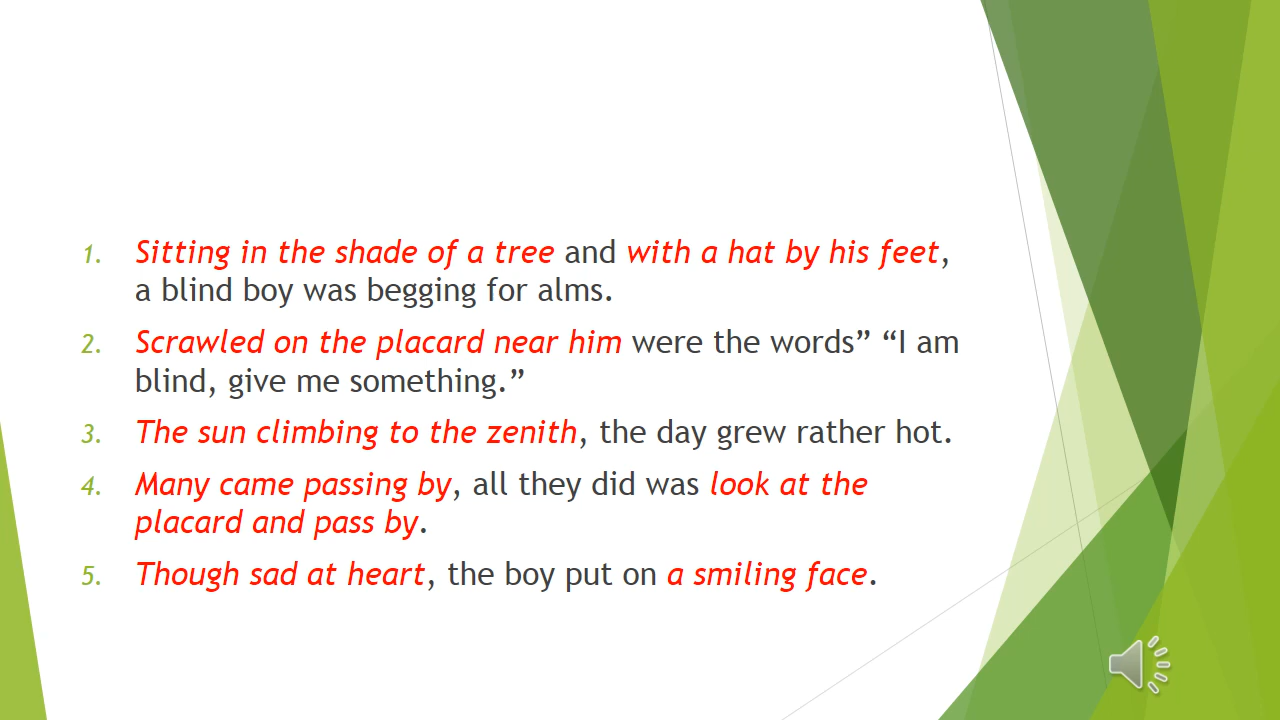 1. Sitting in the shade of a tree and with a hat by his feet,
a blind boy was begging for alms.
2. Scrawled on the placard near him were the words” “I am
blind, give me something.”
3. The sun climbing to the zenith, the day grew rather hot.
4. Many came passing by, all they did was look at the
placard and pass by.
5. Though sad at heart, the boy put on a smiling face.